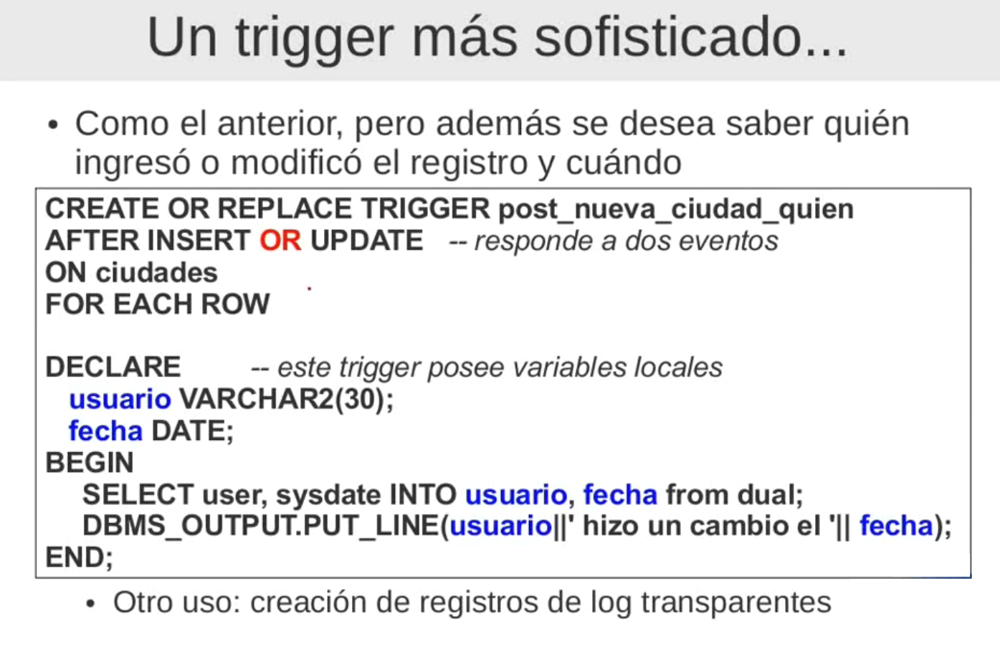 Un trigger más sofisticado...
• Como el anterior, pero además se desea saber quién
ingresó o modificó el registro y cuándo
CREATE OR REPLACE TRIGGER post_nueva_ciudad_quien
AFTER INSERT OR UPDATE -- responde a dos eventos
ON ciudades
FOR EACH ROW
DECLARE -- este trigger posee variables locales
usuario VARCHAR2(30);
fecha DATE;
BEGIN
SELECT user, sysdate INTO usuario, fecha from dual;
DBMS_OUTPUT.PUT_LINE(usuario||' hizo un cambio el '|| fecha);
END;
• Otro uso: creación de registros de log transparentes